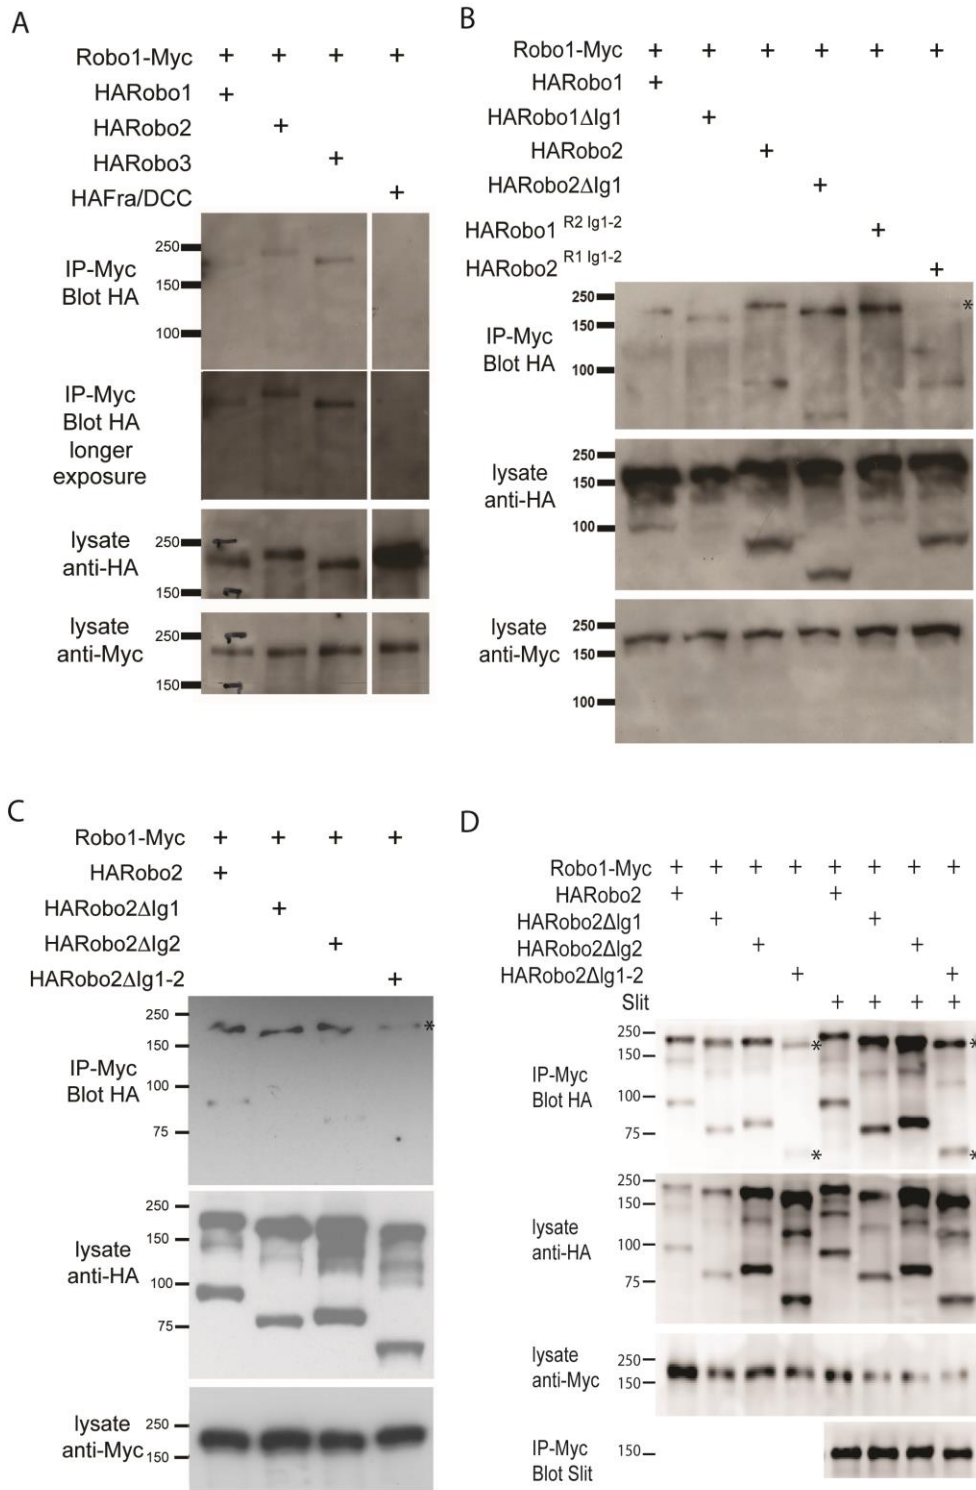 A
Robo1-Myc + + + +
HARobo1 +
HARobo2 +
HARobo3 +
HAFra/DCC +
IP-Myc
Blot HA
250
150
100
IP-Myc
Blot HA
longer
exposure
lysate
anti-HA
250
150
lysate
anti-Myc
250
150
B
Robo1-Myc + + + + + +
HARobo1 +
HARobo1ΔIg1 +
HARobo2 +
HARobo2ΔIg1 +
HARobo1 R2 Ig1-2 +
HARobo2 R1 Ig1-2 +
IP-Myc
Blot HA
250
150
100
*
lysate
anti-HA
250
150
100
lysate
anti-Myc
250
150
100
C
Robo1-Myc + + + +
HARobo2 +
HARobo2ΔIg1 +
HARobo2ΔIg2 +
HARobo2ΔIg1-2 +
IP-Myc
Blot HA
250
150
100
75
*
lysate
anti-HA
250
150
100
75
lysate
anti-Myc
250
150
D
Robo1-Myc + + + + + + + +
HARobo2 + +
HARobo2ΔIg1 + +
HARobo2ΔIg2 + +
HARobo2ΔIg1-2 + +
Slit + + + +
IP-Myc
Blot HA
250
150
100
75
* *
* *
lysate
anti-HA
250
150
100
75
lysate
anti-Myc
250
150
IP-Myc
Blot Slit
150